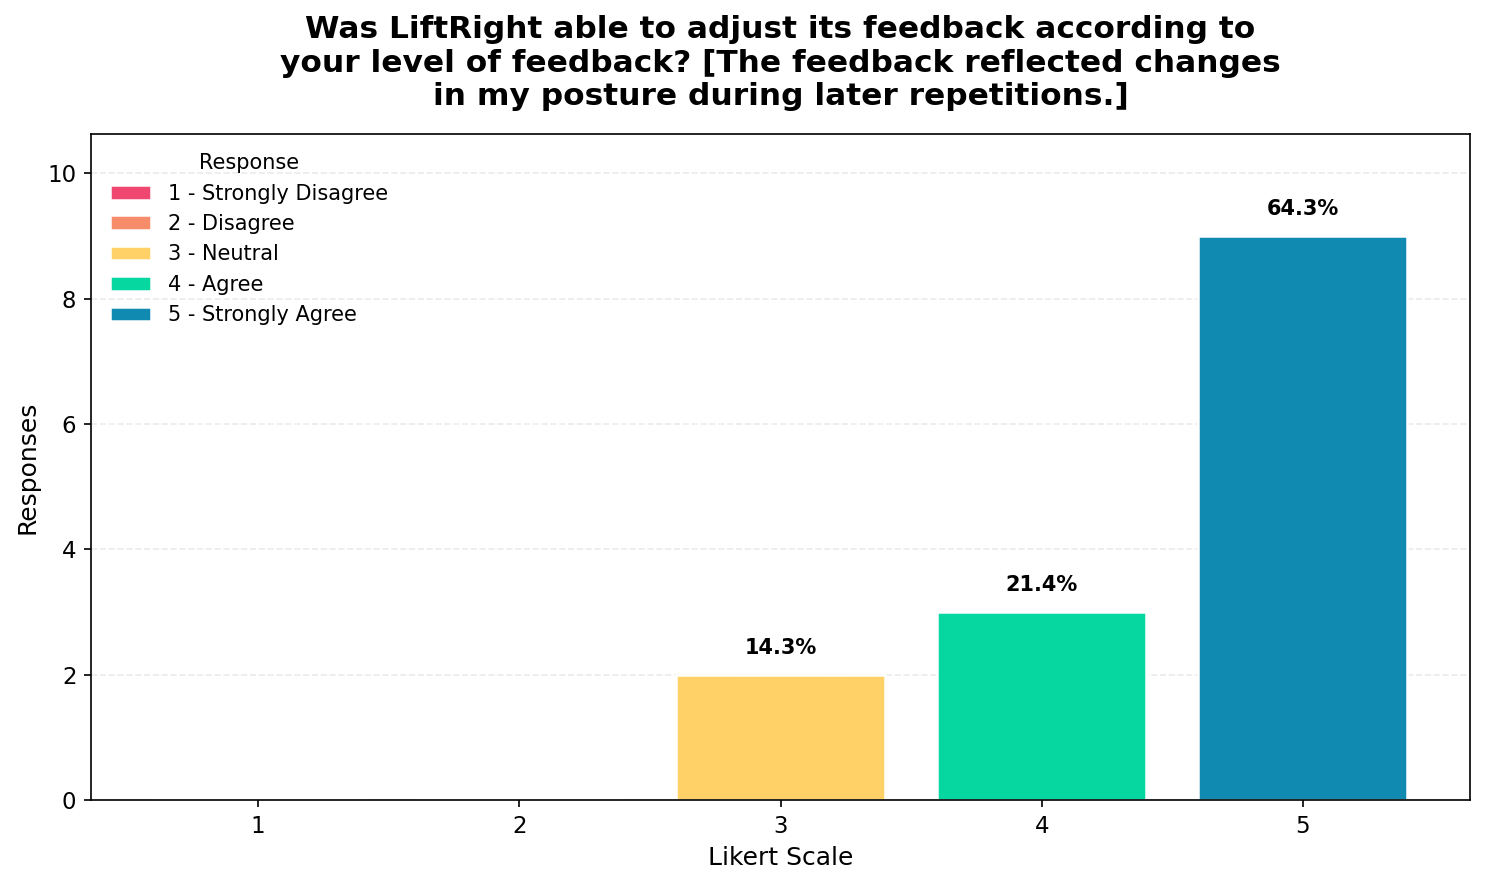 Was LiftRight able to adjust its feedback according to
your level of feedback? [The feedback reflected changes
in my posture during later repetitions.]
Response
1 - Strongly Disagree
2 - Disagree
3 - Neutral
4 - Agree
5 - Strongly Agree
10
8
6
4
2
0
Responses
14.3%
21.4%
64.3%
1
2
3
4
5
Likert Scale